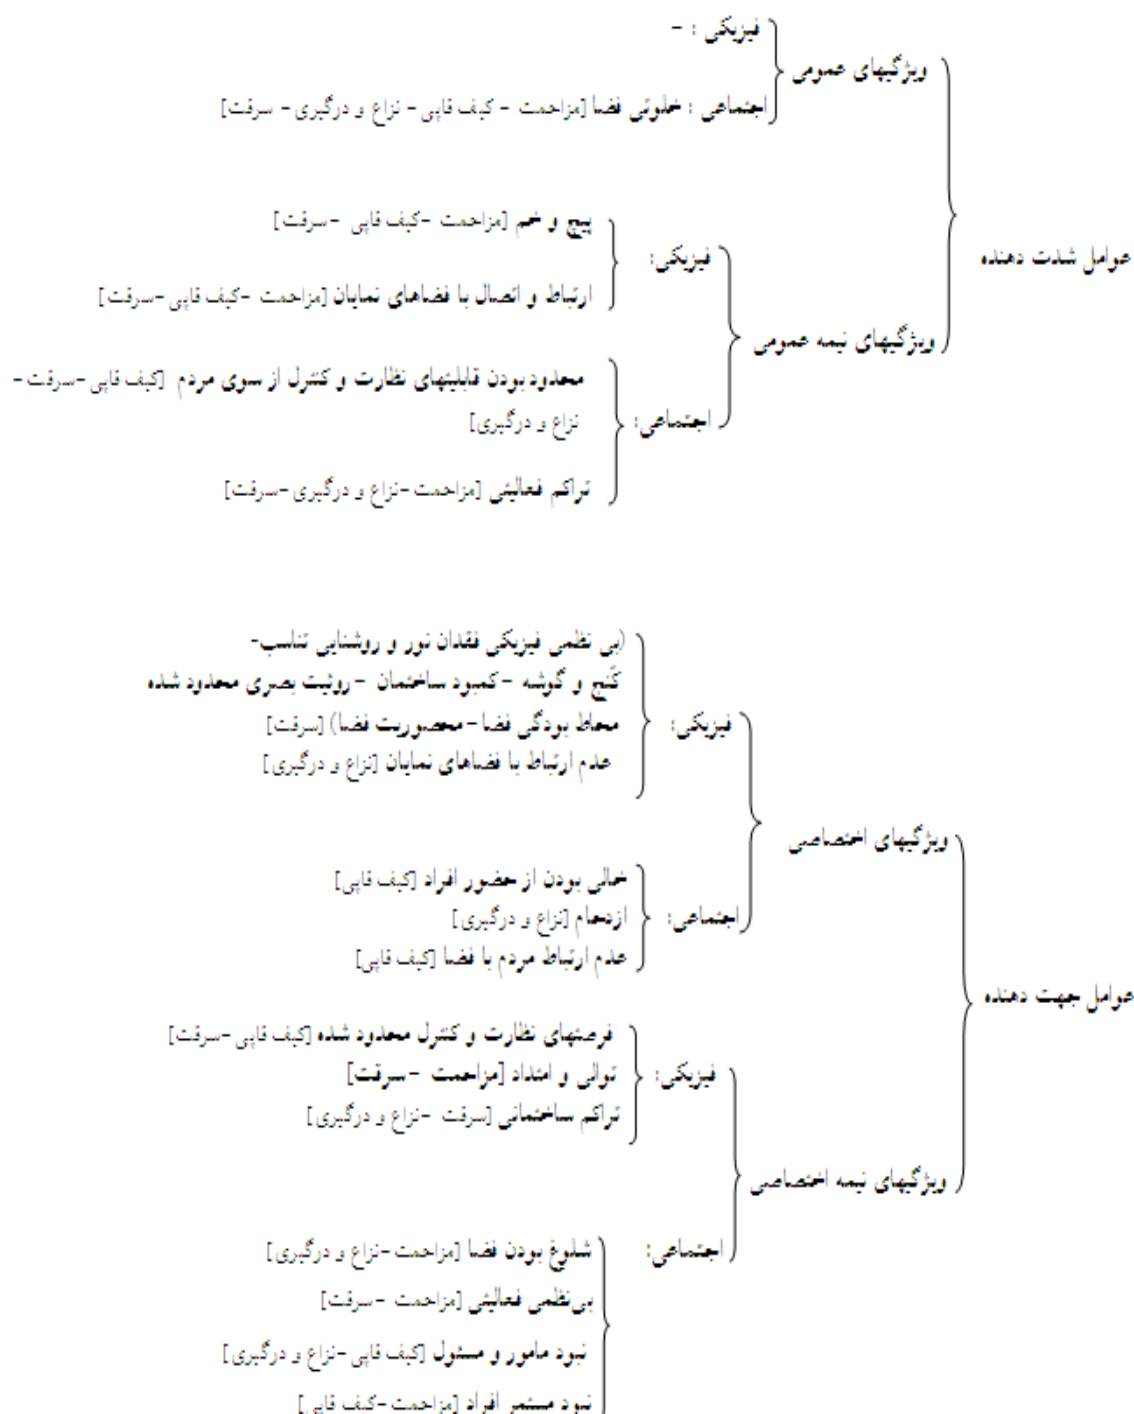 عوامل شدت دهنده
ویژگیهای عمومی
فیزیکی : -
اجتماعی : خلوتی فضا [مزاحمت - کیف قاپی - نزاع و درگیری- سرقت]
ویژگیهای نیمه عمومی
فیزیکی:
پیچ و خم [مزاحمت -کیف قاپی -سرقت]
ارتباط و اتصال با فضاهای نمایان [مزاحمت -کیف قاپی -سرقت]
اجتماعی:
محدود بودن قابلیتهای نظارت و کنترل از سوی مردم [کیف قاپی -سرقت-
نزاع و درگیری]
تراکم فعالیتی [مزاحمت -نزاع و درگیری -سرقت]
عوامل جهت دهنده
ویژگیهای اختصاصی
فیزیکی:
(بی نظمی فیزیکی فقدان نور و روشنایی تناسب-
کنج و گوشه -کمبود ساختمان - روئیت بصری محدود شده
محاط بودگی فضا -محصوریت فضا) [سرقت]
عدم ارتباط با فضاهای نمایان [نزاع و درگیری]
اجتماعی:
خالی بودن از حضور افراد [کیف قاپی]
ازدحام [نزاع و درگیری]
عدم ارتباط مردم با فضا [کیف قاپی]
ویژگیهای نیمه اختصاصی
فیزیکی:
فرصتهای نظارت و کنترل محدود شده [کیف قاپی -سرقت]
توالی و امتداد [مزاحمت -سرقت]
تراکم ساختمانی [سرقت -نزاع و درگیری]
اجتماعی:
شلوغ بودن فضا [مزاحمت -نزاع و درگیری]
بی‌نظمی فعالیتی [مزاحمت -سرقت]
نبود مامور و مسئول [کیف قاپی -نزاع و درگیری]
نبود مستمر افراد [مزاحمت -کیف قاپی]